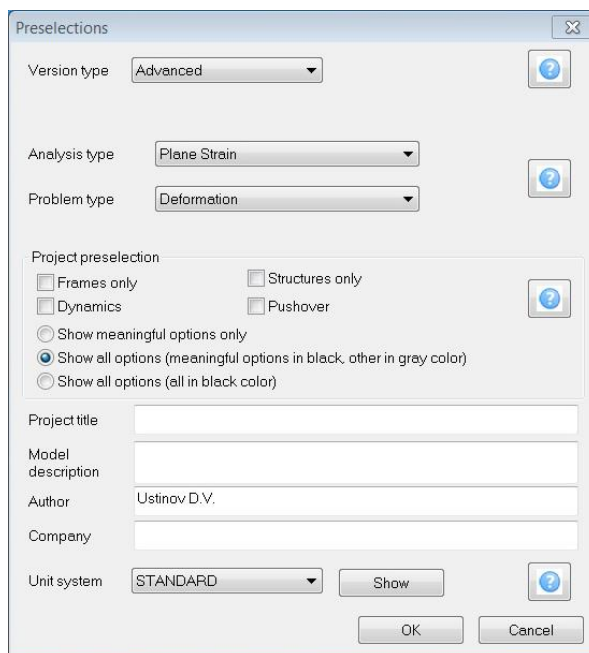 Preselections
Version type Advanced
Analysis type Plane Strain
Problem type Deformation
Project preselection
Frames only Structures only
Dynamics Pushover
Show meaningful options only
Show all options (meaningful options in black, other in gray color)
Show all options (all in black color)
Project title
Model
description
Author Ustinov D.V.
Company
Unit system STANDARD Show
OK Cancel